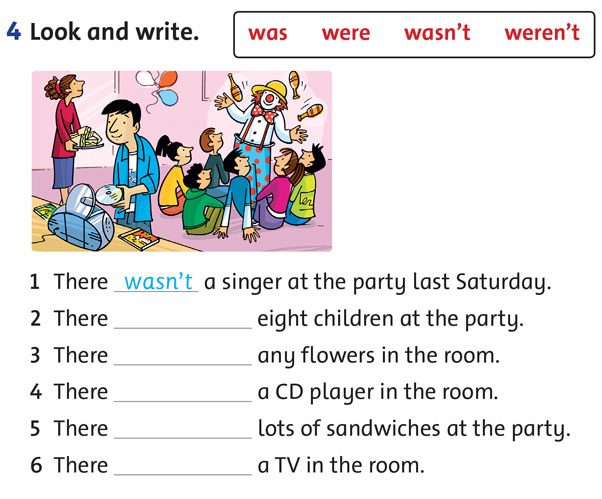 4 Look and write.
was were wasn't weren't
1 There wasn't a singer at the party last Saturday.
2 There ____________ eight children at the party.
3 There ____________ any flowers in the room.
4 There ____________ a CD player in the room.
5 There ____________ lots of sandwiches at the party.
6 There ____________ a TV in the room.